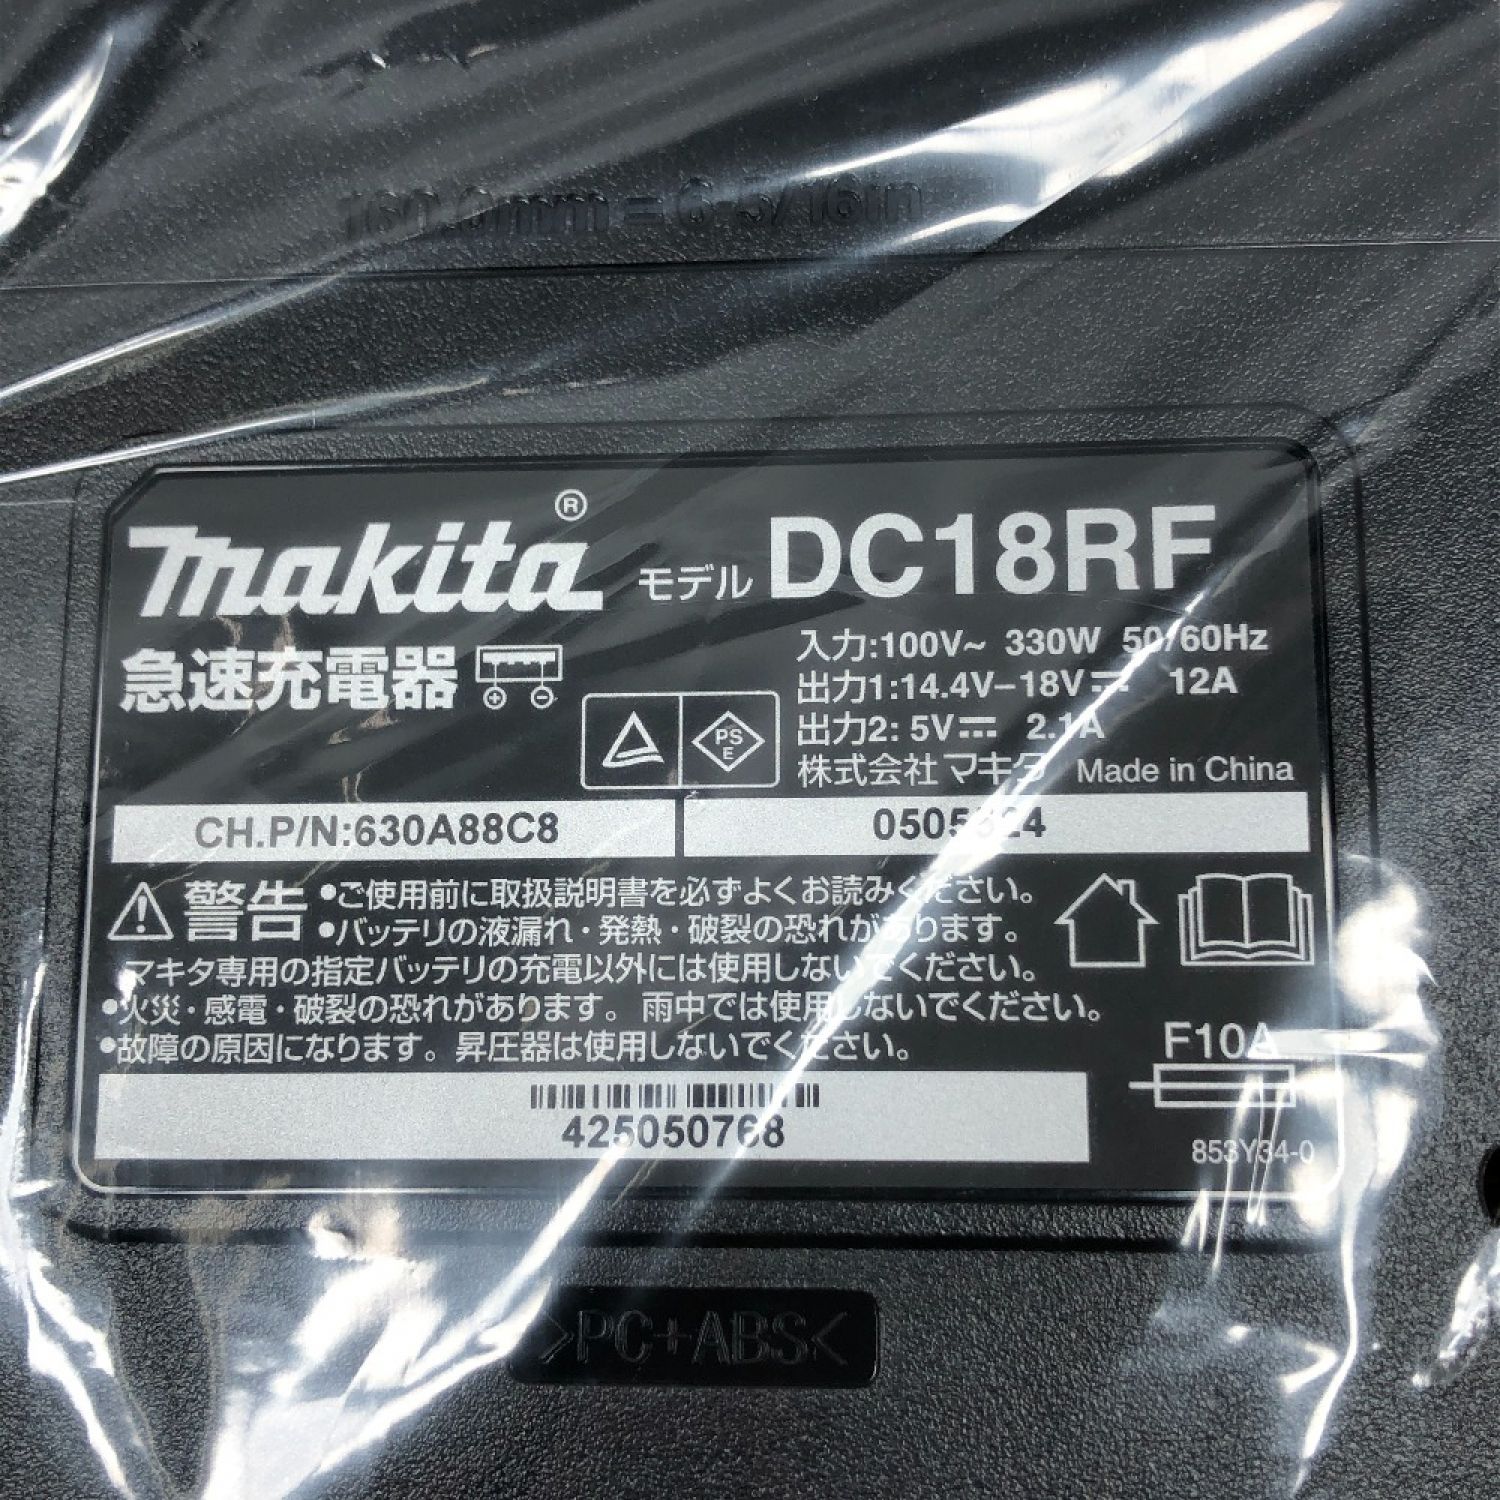 160.0mm = 6-5/16in
makita®
モデル DC18RF
急速充電器
入力:100V~ 330W 50/60Hz
出力1:14.4V–18V⎓ 12A
出力2: 5V⎓ 2.1A
PS
E
株式会社マキタ Made in China
CH.P/N:630A88C8
警告 •ご使用前に取扱説明書を必ずよくお読みください。
•バッテリの液漏れ・発熱・破裂の恐れがあります。
マキタ専用の指定バッテリの充電以外には使用しないでください。
•火災・感電・破裂の恐れがあります。雨中では使用しないでください。
•故障の原因になります。昇圧器は使用しないでください。
F10A
425050768
853Y34-0
>PC+ABS<